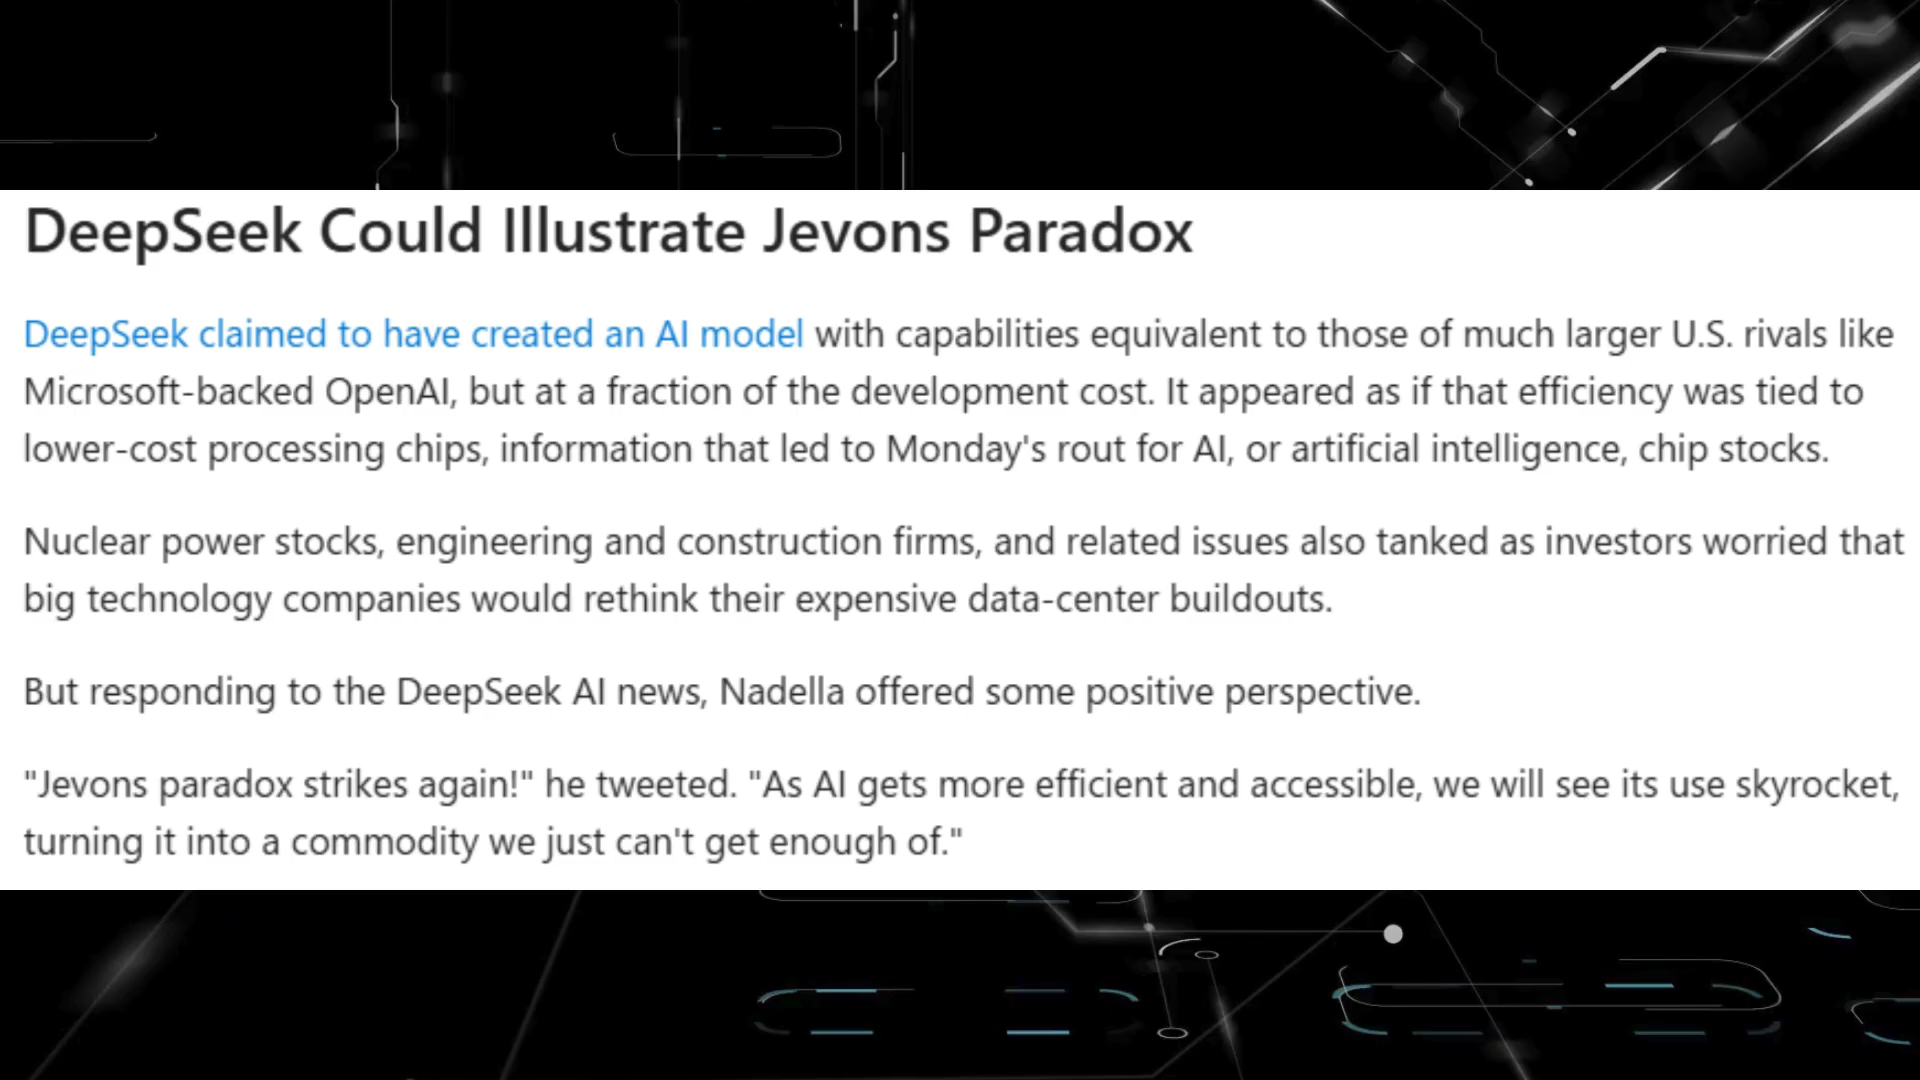 DeepSeek Could Illustrate Jevons Paradox
DeepSeek claimed to have created an AI model with capabilities equivalent to those of much larger U.S. rivals like
Microsoft-backed OpenAI, but at a fraction of the development cost. It appeared as if that efficiency was tied to
lower-cost processing chips, information that led to Monday's rout for AI, or artificial intelligence, chip stocks.
Nuclear power stocks, engineering and construction firms, and related issues also tanked as investors worried that
big technology companies would rethink their expensive data-center buildouts.
But responding to the DeepSeek AI news, Nadella offered some positive perspective.
"Jevons paradox strikes again!" he tweeted. "As AI gets more efficient and accessible, we will see its use skyrocket,
turning it into a commodity we just can't get enough of."